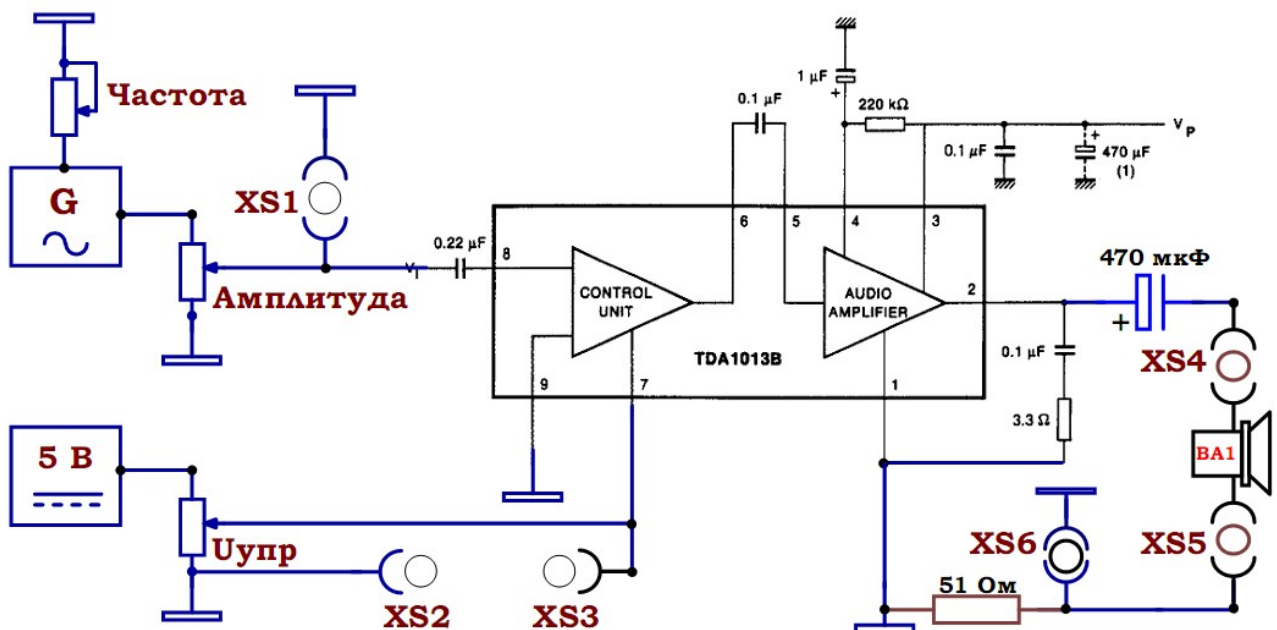 Частота
G
XS1
Амплитуда
V I
0.22 µF
8
CONTROL
UNIT
9
7
6
5
4
3
0.1 µF
1 µF
+
220 kΩ
0.1 µF
+
470 µF
(1)
V P
AUDIO
AMPLIFIER
TDA1013B
1
2
0.1 µF
3.3 Ω
470 мкФ
+
XS4
BA1
XS5
XS6
51 Ом
5 В
Uупр
XS2
XS3